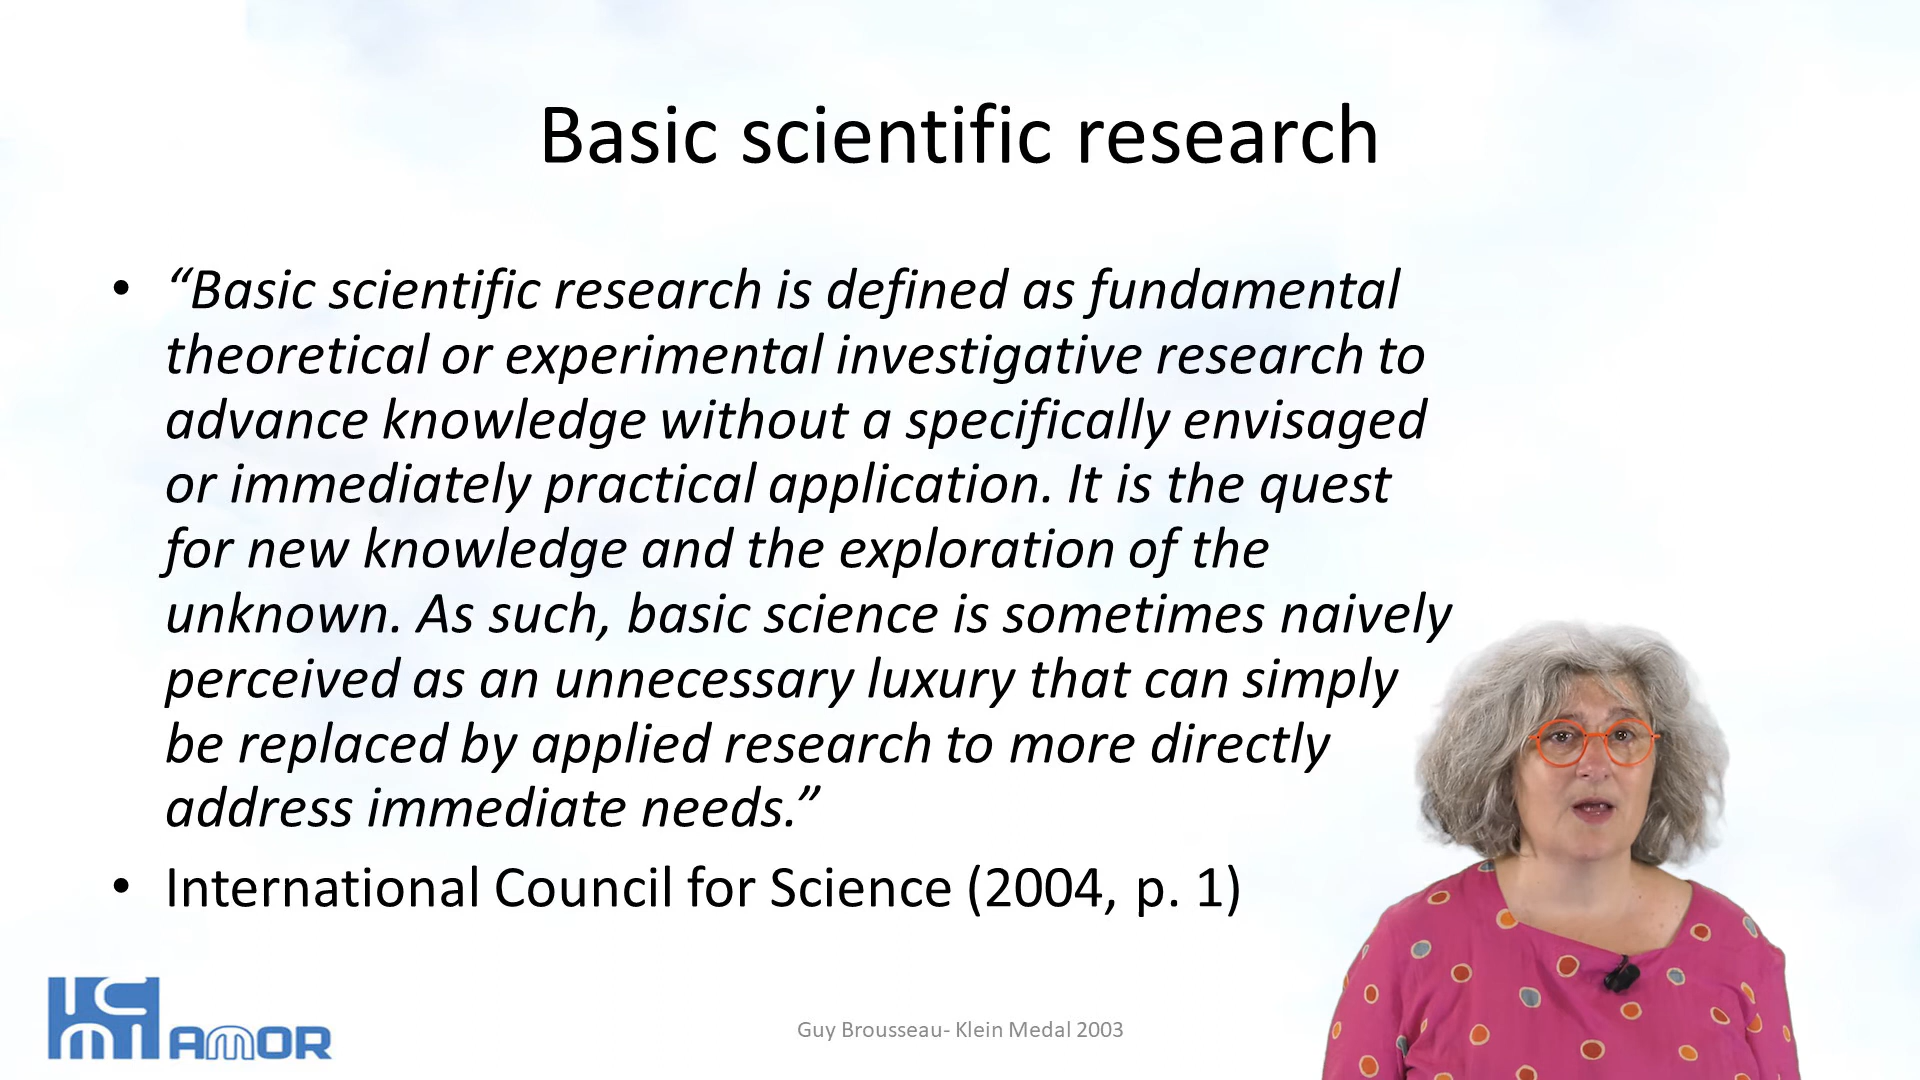 Basic scientific research
• “Basic scientific research is defined as fundamental
theoretical or experimental investigative research to
advance knowledge without a specifically envisaged
or immediately practical application. It is the quest
for new knowledge and the exploration of the
unknown. As such, basic science is sometimes naively
perceived as an unnecessary luxury that can simply
be replaced by applied research to more directly
address immediate needs.”
• International Council for Science (2004, p. 1)
ICMI AMOR
Guy Brousseau- Klein Medal 2003